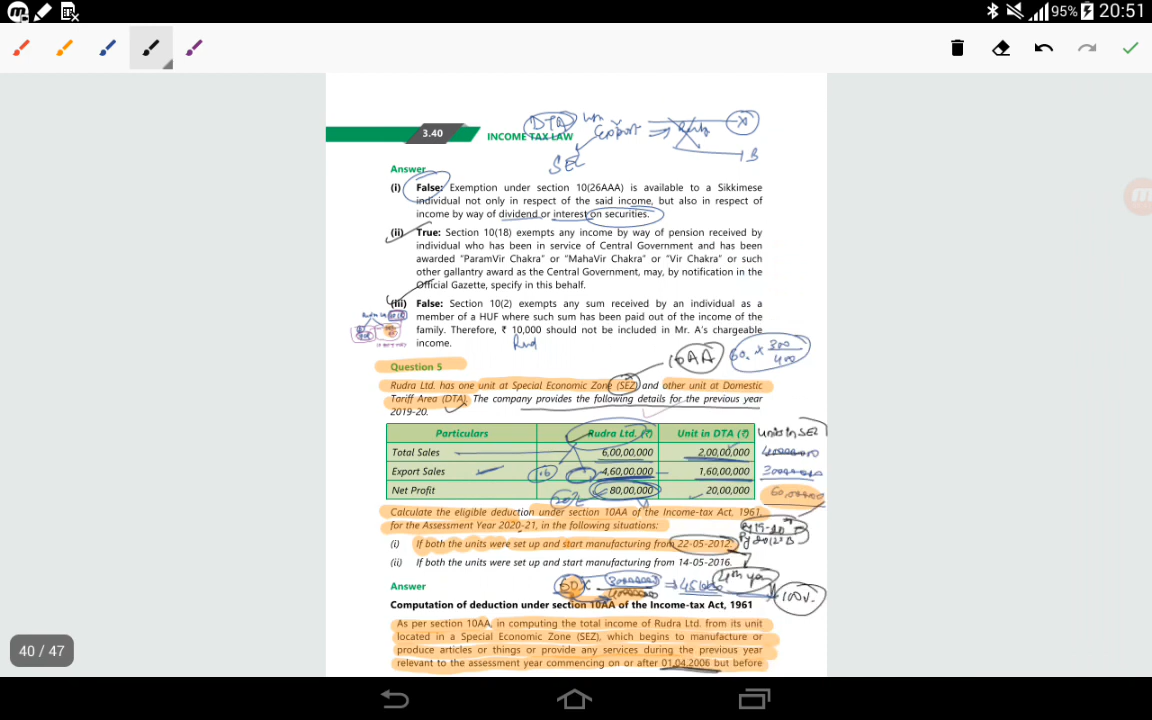 95% 20:51
3.40 INCOME TAX LAW
DTA
Export
SEZ
B
Answer
(i) False: Exemption under section 10(26AAA) is available to a Sikkimese
individual not only in respect of the said income, but also in respect of
income by way of dividend or interest on securities.
(ii) True: Section 10(18) exempts any income by way of pension received by
individual who has been in service of Central Government and has been
awarded “ParamVir Chakra” or “MahaVir Chakra” or “Vir Chakra” or such
other gallantry award as the Central Government, may, by notification in the
Official Gazette, specify in this behalf.
(iii) False: Section 10(2) exempts any sum received by an individual as a
member of a HUF where such sum has been paid out of the income of the
family. Therefore, ₹ 10,000 should not be included in Mr. A's chargeable
income.
10AA
60 × 300/400
Question 5
Rudra Ltd. has one unit at Special Economic Zone (SEZ) and other unit at Domestic
Tariff Area (DTA). The company provides the following details for the previous year
2019-20.
Particulars Rudra Ltd. (₹) Unit in DTA (₹) Unit in SEZ
Total Sales 6,00,00,000 2,00,00,000
Export Sales 4,60,00,000 1,60,00,000
Net Profit 80,00,000 20,00,000
Calculate the eligible deduction under section 10AA of the Income-tax Act, 1961,
for the Assessment Year 2020-21, in the following situations:
(i) If both the units were set up and start manufacturing from 22-05-2012.
(ii) If both the units were set up and start manufacturing from 14-05-2016.
4th year
100%
Answer
Computation of deduction under section 10AA of the Income-tax Act, 1961
As per section 10AA, in computing the total income of Rudra Ltd. from its unit
located in a Special Economic Zone (SEZ), which begins to manufacture or
produce articles or things or provide any services during the previous year
relevant to the assessment year commencing on or after 01.04.2006 but before
40 / 47